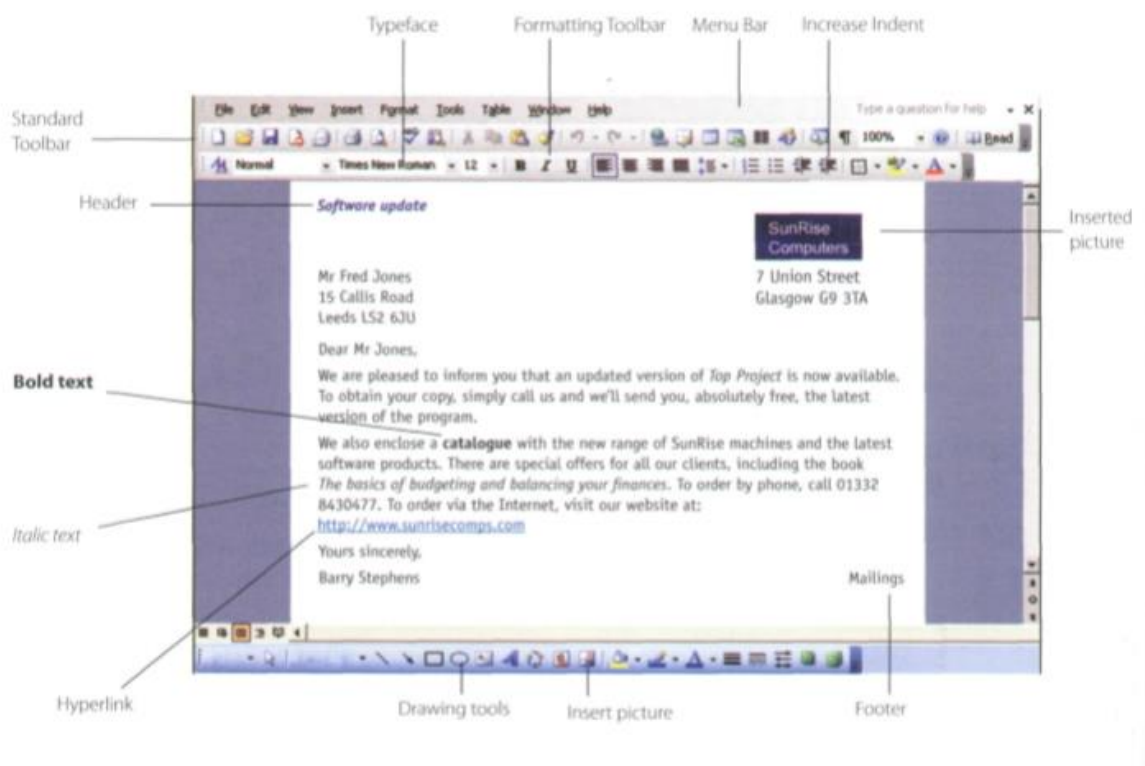 Typeface
Formatting Toolbar
Menu Bar
Increase Indent
Standard
Toolbar
File Edit View Insert Format Tools Table Window Help
Type a question for help
100%
Read
Normal
Times New Roman
12
B I U
Header
Software update
SunRise
Computers
Inserted
picture
Mr Fred Jones
15 Callis Road
Leeds LS2 6JU
7 Union Street
Glasgow G9 3TA
Dear Mr Jones,
Bold text
We are pleased to inform you that an updated version of Top Project is now available.
To obtain your copy, simply call us and we'll send you, absolutely free, the latest
version of the program.
We also enclose a catalogue with the new range of SunRise machines and the latest
software products. There are special offers for all our clients, including the book
The basics of budgeting and balancing your finances. To order by phone, call 01332
8430477. To order via the Internet, visit our website at:
http://www.sunrisecomps.com
Italic text
Yours sincerely,
Barry Stephens
Mailings
Hyperlink
Drawing tools
Insert picture
Footer